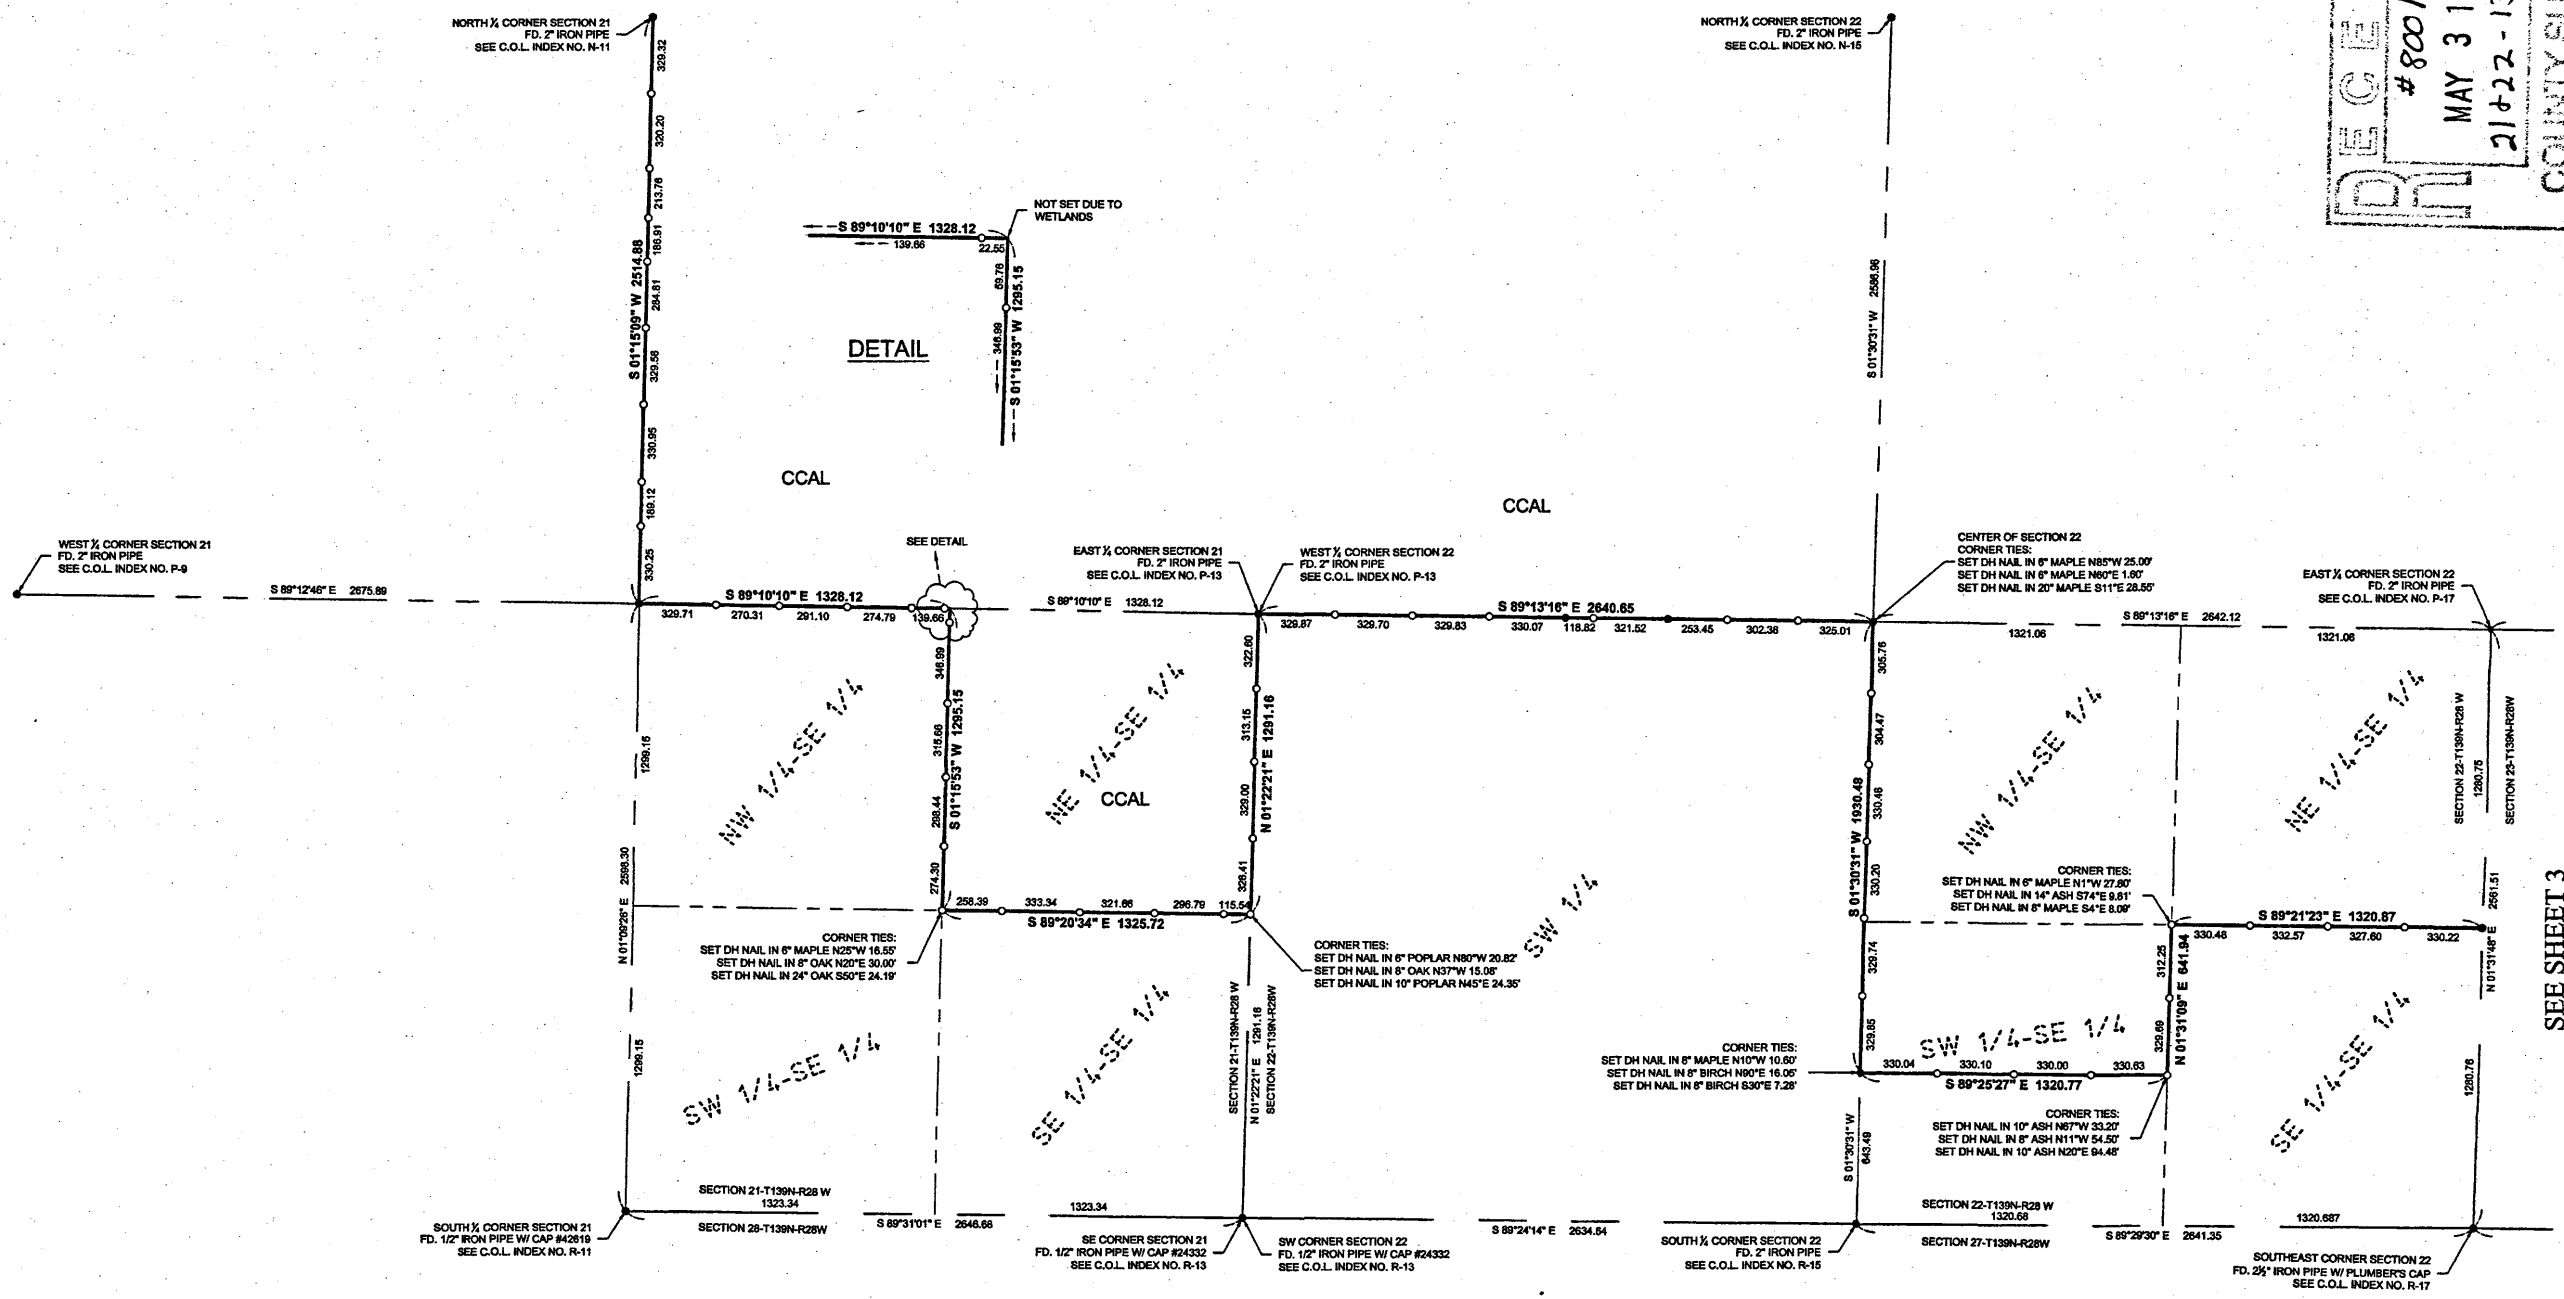 NORTH ¼ CORNER SECTION 21
FD. 2" IRON PIPE
SEE C.O.L. INDEX NO. N-11
NORTH ¼ CORNER SECTION 22
FD. 2" IRON PIPE
SEE C.O.L. INDEX NO. N-15
MAY 3 1
329.32
320.20
213.76
186.91
284.81
329.56
330.95
189.12
330.25
S 01°15'09" W 2514.88
NOT SET DUE TO
WETLANDS
S 89°10'10" E 1328.12
139.66
22.55
69.76
346.99
S 01°15'53" W 1295.15
DETAIL
S 01°30'31" W 2586.96
CCAL
CCAL
WEST ¼ CORNER SECTION 21
FD. 2" IRON PIPE
SEE C.O.L. INDEX NO. P-9
S 89°12'46" E 2675.89
SEE DETAIL
S 89°10'10" E 1328.12
329.71
270.31
291.10
274.79
139.66
EAST ¼ CORNER SECTION 21
FD. 2" IRON PIPE
SEE C.O.L. INDEX NO. P-13
S 89°10'10" E 1328.12
WEST ¼ CORNER SECTION 22
FD. 2" IRON PIPE
SEE C.O.L. INDEX NO. P-13
S 89°13'16" E 2640.65
329.87
329.70
329.83
330.07
118.82
321.52
253.45
302.36
325.01
CENTER OF SECTION 22
CORNER TIES:
SET DH NAIL IN 6" MAPLE N85°W 25.00'
SET DH NAIL IN 6" MAPLE N60°E 1.60'
SET DH NAIL IN 20" MAPLE S11°E 28.55'
EAST ¼ CORNER SECTION 22
FD. 2" IRON PIPE
SEE C.O.L. INDEX NO. P-17
S 89°13'16" E 2642.12
1321.06
1321.06
1299.15
NW 1/4-SE 1/4
346.99
315.66
298.44
274.30
S 01°15'53" W 1295.15
NE 1/4-SE 1/4
CCAL
322.60
313.15
329.00
326.41
N 01°22'21" E 1291.16
305.76
304.47
330.46
330.20
329.74
329.85
S 01°30'31" W 1930.48
NW 1/4-SE 1/4
NE 1/4-SE 1/4
SECTION 22-T139N-R28 W
1280.75
SECTION 23-T139N-R28W
N 01°09'26" E 2598.30
258.39
333.34
321.66
296.79
115.54
S 89°20'34" E 1325.72
CORNER TIES:
SET DH NAIL IN 6" MAPLE N25°W 16.55'
SET DH NAIL IN 8" OAK N20°E 30.00'
SET DH NAIL IN 24" OAK S50°E 24.19'
CORNER TIES:
SET DH NAIL IN 6" POPLAR N80°W 20.82'
SET DH NAIL IN 8" OAK N37°W 15.08'
SET DH NAIL IN 10" POPLAR N45°E 24.35'
SW 1/4
CORNER TIES:
SET DH NAIL IN 6" MAPLE N1°W 27.80'
SET DH NAIL IN 14" ASH S74°E 9.81'
SET DH NAIL IN 8" MAPLE S4°E 8.09'
S 89°21'23" E 1320.87
330.48
332.57
327.60
330.22
312.25
329.69
N 01°31'09" E 641.94
2561.51
N 01°31'48" E
SEE SHEET 3
1299.15
SW 1/4-SE 1/4
SE 1/4-SE 1/4
SECTION 21-T139N-R28 W
N 01°22'21" E 1291.16
SECTION 22-T139N-R28W
CORNER TIES:
SET DH NAIL IN 8" MAPLE N10°W 10.60'
SET DH NAIL IN 8" BIRCH N90°E 16.05'
SET DH NAIL IN 8" BIRCH S30°E 7.28'
SW 1/4-SE 1/4
330.04
330.10
330.00
330.63
S 89°25'27" E 1320.77
CORNER TIES:
SET DH NAIL IN 10" ASH N67°W 33.20'
SET DH NAIL IN 8" ASH N11°W 54.50'
SET DH NAIL IN 10" ASH N20°E 94.48'
SE 1/4-SE 1/4
1280.76
S 01°30'31" W
643.49
SECTION 21-T139N-R28 W
1323.34
SECTION 28-T139N-R28W
S 89°31'01" E 2646.68
1323.34
SOUTH ¼ CORNER SECTION 21
FD. 1/2" IRON PIPE W/ CAP #42619
SEE C.O.L. INDEX NO. R-11
SE CORNER SECTION 21
FD. 1/2" IRON PIPE W/ CAP #24332
SEE C.O.L. INDEX NO. R-13
SW CORNER SECTION 22
FD. 1/2" IRON PIPE W/ CAP #24332
SEE C.O.L. INDEX NO. R-13
S 89°24'14" E 2634.64
SOUTH ¼ CORNER SECTION 22
FD. 2" IRON PIPE
SEE C.O.L. INDEX NO. R-15
SECTION 22-T139N-R28 W
1320.68
SECTION 27-T139N-R28W
S 89°29'30" E 2641.35
1320.687
SOUTHEAST CORNER SECTION 22
FD. 2½" IRON PIPE W/ PLUMBER'S CAP
SEE C.O.L. INDEX NO. R-17